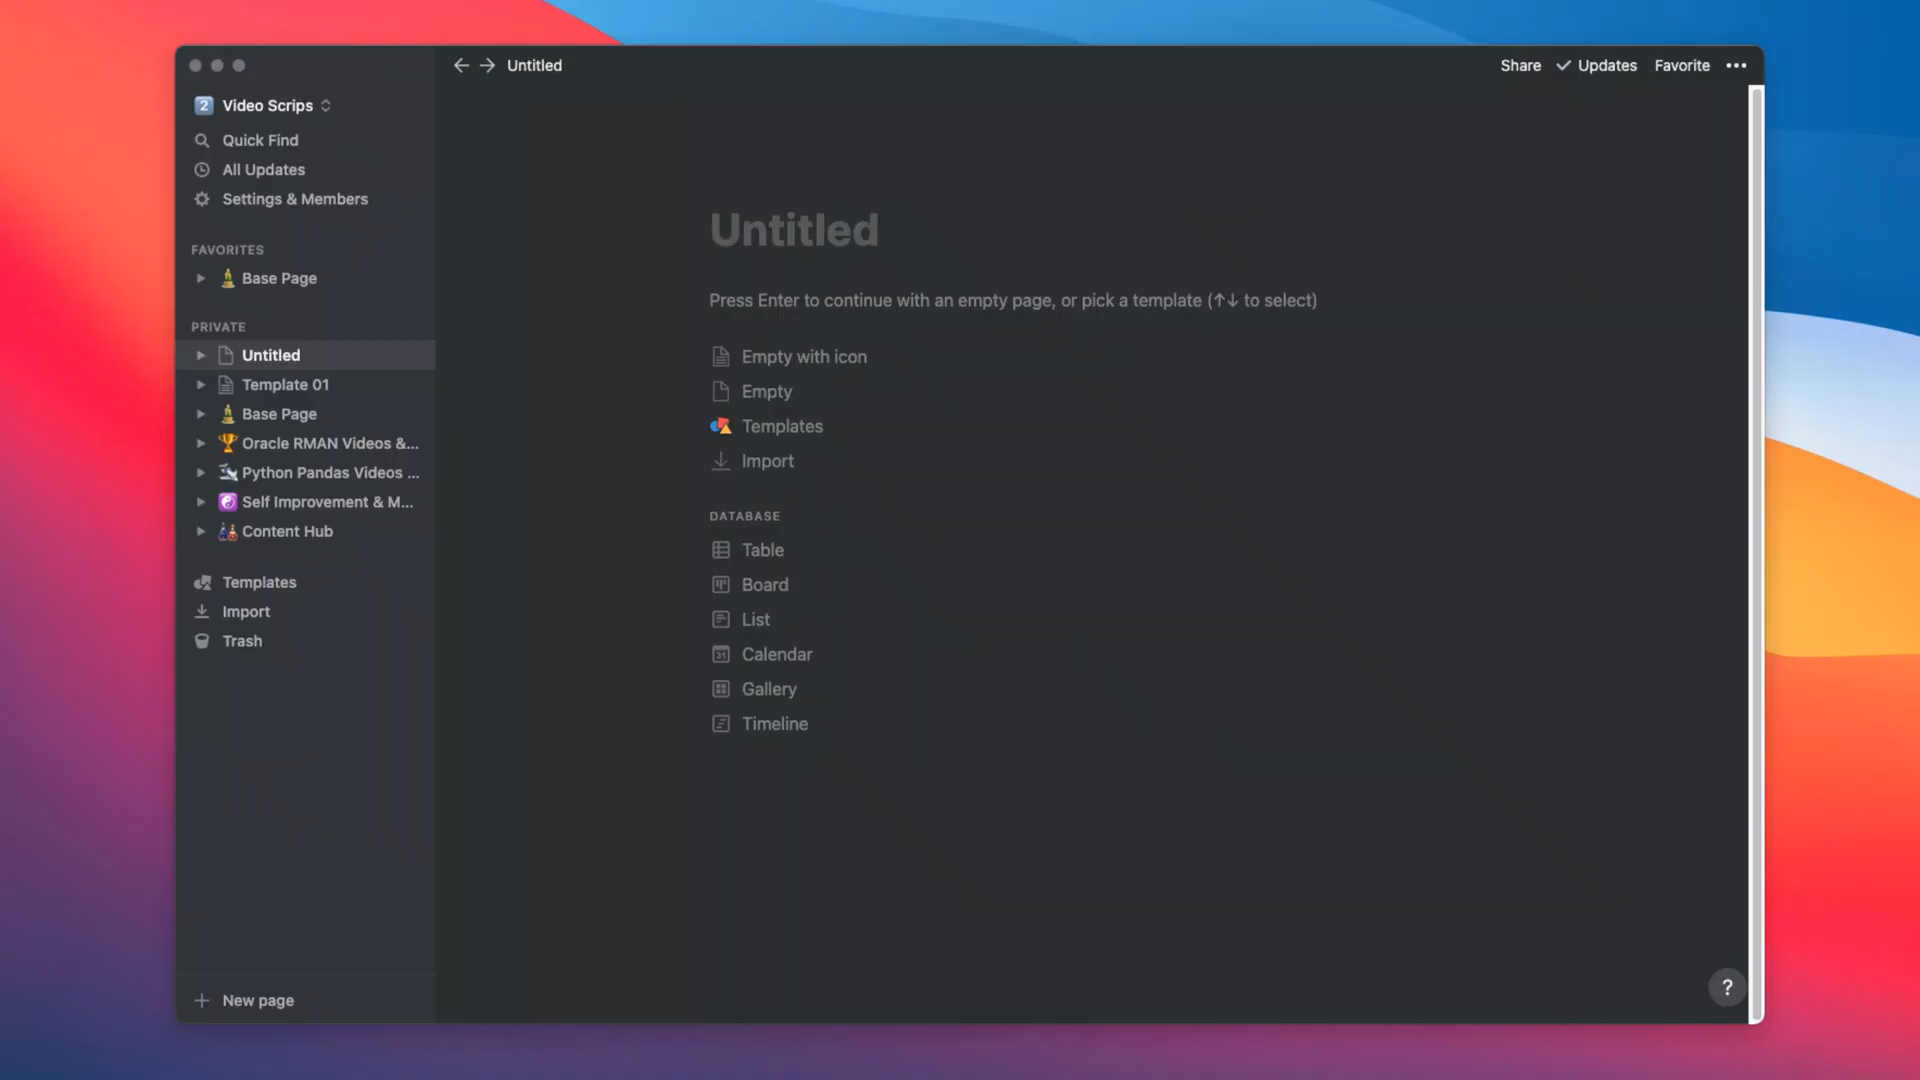 Untitled
Share
Updates
Favorite
2 Video Scrips
Quick Find
All Updates
Settings & Members
FAVORITES
Base Page
PRIVATE
Untitled
Template 01
Base Page
Oracle RMAN Videos &...
Python Pandas Videos ...
Self Improvement & M...
Content Hub
Templates
Import
Trash
New page
Untitled
Press Enter to continue with an empty page, or pick a template (↑↓ to select)
Empty with icon
Empty
Templates
Import
DATABASE
Table
Board
List
31 Calendar
Gallery
Timeline
?